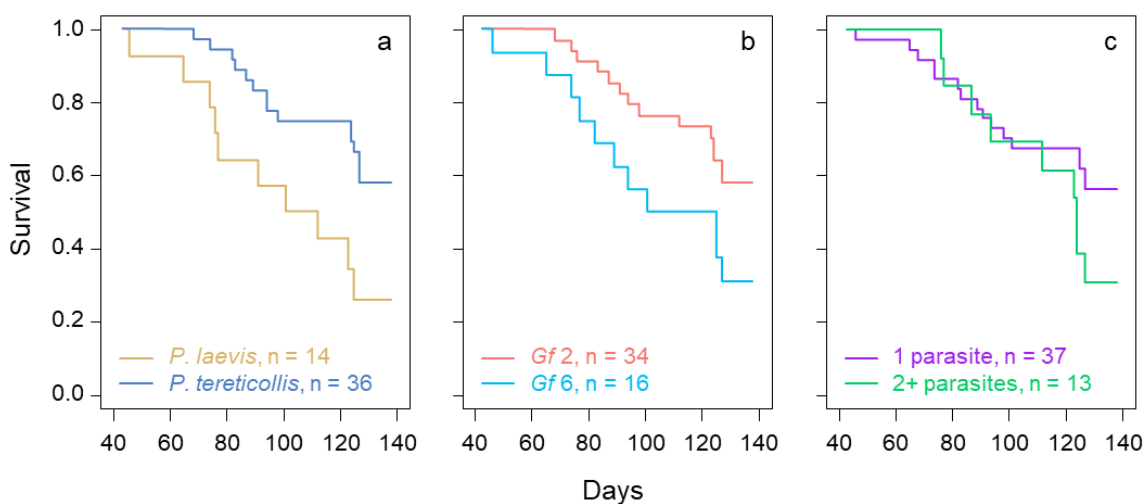 a
b
c
1.0
0.8
0.6
0.4
0.2
0.0
Survival
P. laevis, n = 14
P. tereticollis, n = 36
Gf 2, n = 34
Gf 6, n = 16
1 parasite, n = 37
2+ parasites, n = 13
40 60 80 100 120 140
40 60 80 100 120 140
40 60 80 100 120 140
Days